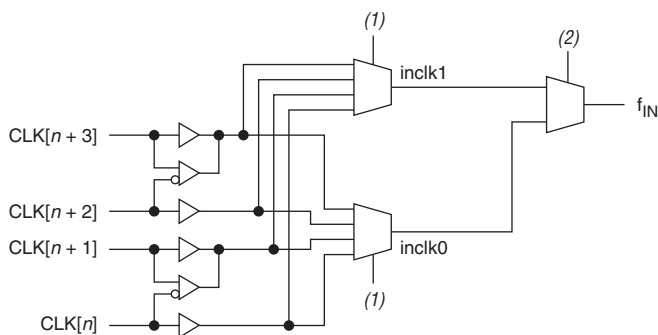 (1)
(2)
inclk1
f_IN
CLK[n + 3]
CLK[n + 2]
CLK[n + 1]
inclk0
(1)
CLK[n]